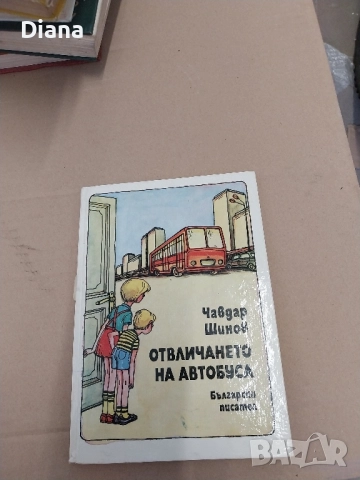 Diana
Чавдар
Шинов
ОТВЛИЧАНЕТО
НА АВТОБУСА
Български
писател
BAZAR